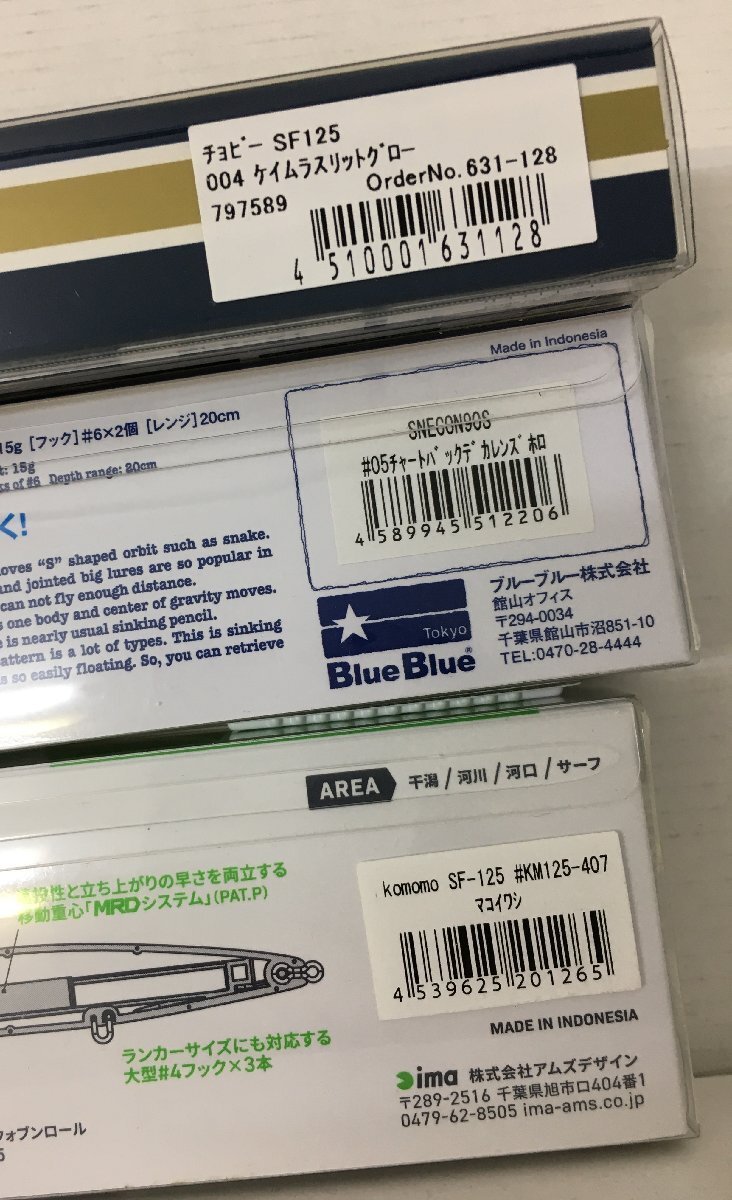 チョビー SF125
004 ケイムラスリットグロー
OrderNo.631-128
797589
4 510001 631128
Made in Indonesia
15g [フック]#6×2個 [レンジ]20cm
t: 15g
ks of #6 Depth range: 20cm
SNECON90S
#05チャートバックデカレンズホロ
4 589945 512206
く!
oves "S" shaped orbit such as snake.
and jointed big lures are so popular in
can not fly enough distance.
s one body and center of gravity moves.
e is nearly usual sinking pencil.
attern is a lot of types. This is sinking
s so easily floating. So, you can retrieve
Tokyo
BlueBlue®
ブルーブルー株式会社
館山オフィス
〒294-0034
千葉県館山市沼851-10
TEL:0470-28-4444
AREA 干潟 / 河川 / 河口 / サーフ
投性と立ち上がりの早さを両立する
移動重心「MRDシステム」(PAT.P)
komomo SF-125 #KM125-407
マコイワシ
4 539625 201265
MADE IN INDONESIA
ランカーサイズにも対応する
大型#4フック×3本
ima 株式会社アムズデザイン
〒289-2516 千葉県旭市ロ404番1
0479-62-8505 ima-ams.co.jp
ウォブンロール
5